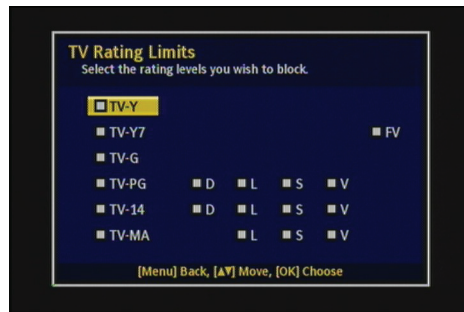 TV Rating Limits
Select the rating levels you wish to block.
TV-Y
TV-Y7 FV
TV-G
TV-PG D L S V
TV-14 D L S V
TV-MA L S V
[Menu] Back, [▲▼] Move, [OK] Choose